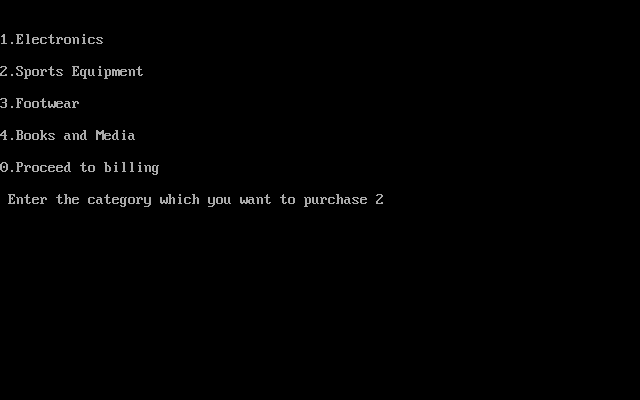 1.Electronics
2.Sports Equipment
3.Footwear
4.Books and Media
0.Proceed to billing
Enter the category which you want to purchase 2